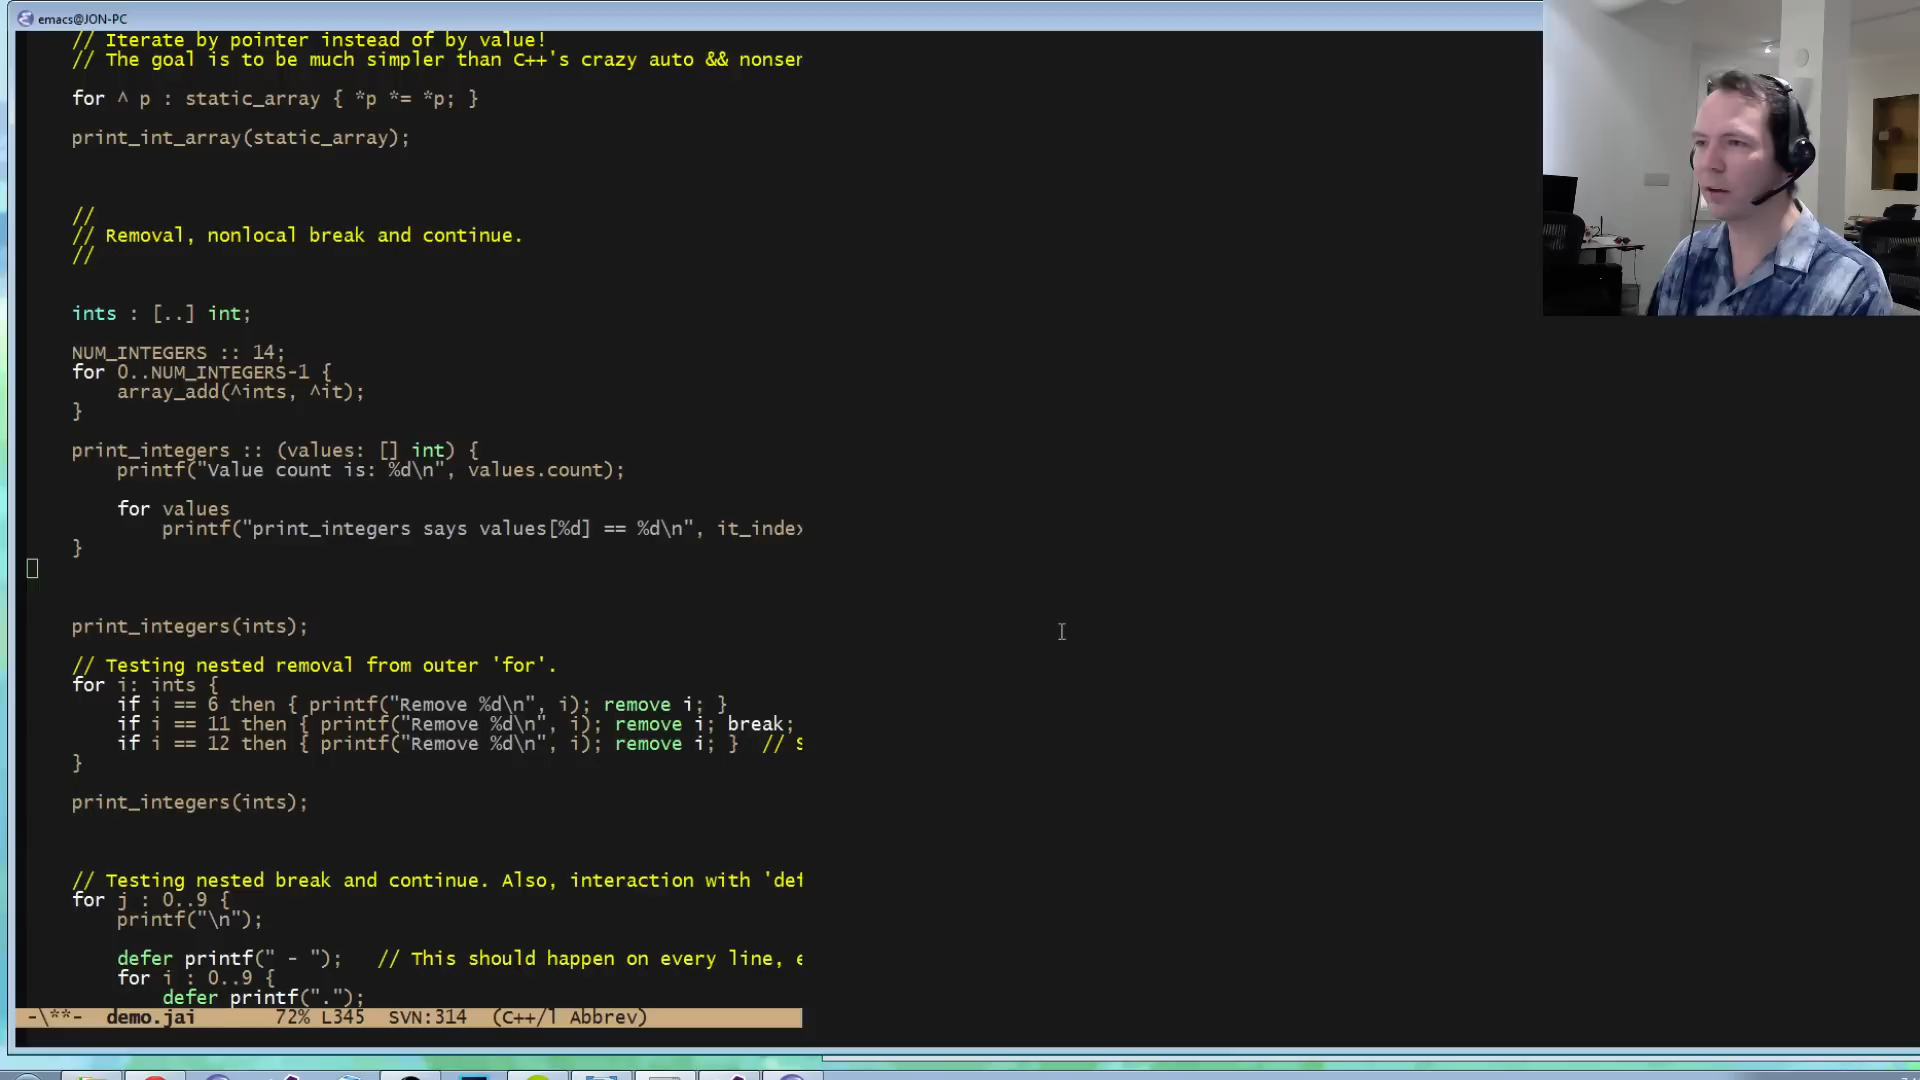 emacs@JON-PC
// Iterate by pointer instead of by value!
// The goal is to be much simpler than C++'s crazy auto && nonser
for ^ p : static_array { *p *= *p; }
print_int_array(static_array);
//
// Removal, nonlocal break and continue.
//
ints : [..] int;
NUM_INTEGERS :: 14;
for 0..NUM_INTEGERS-1 {
array_add(^ints, ^it);
}
print_integers :: (values: [] int) {
printf("Value count is: %d\n", values.count);
for values
printf("print_integers says values[%d] == %d\n", it_index
}
print_integers(ints);
// Testing nested removal from outer 'for'.
for i: ints {
if i == 6 then { printf("Remove %d\n", i); remove i; }
if i == 11 then { printf("Remove %d\n", i); remove i; break;
if i == 12 then { printf("Remove %d\n", i); remove i; } // S
}
print_integers(ints);
// Testing nested break and continue. Also, interaction with 'def
for j : 0..9 {
printf("\n");
defer printf(" - "); // This should happen on every line, e
for i : 0..9 {
defer printf(".");
-\**- demo.jai 72% L345 SVN:314 (C++/l Abbrev)